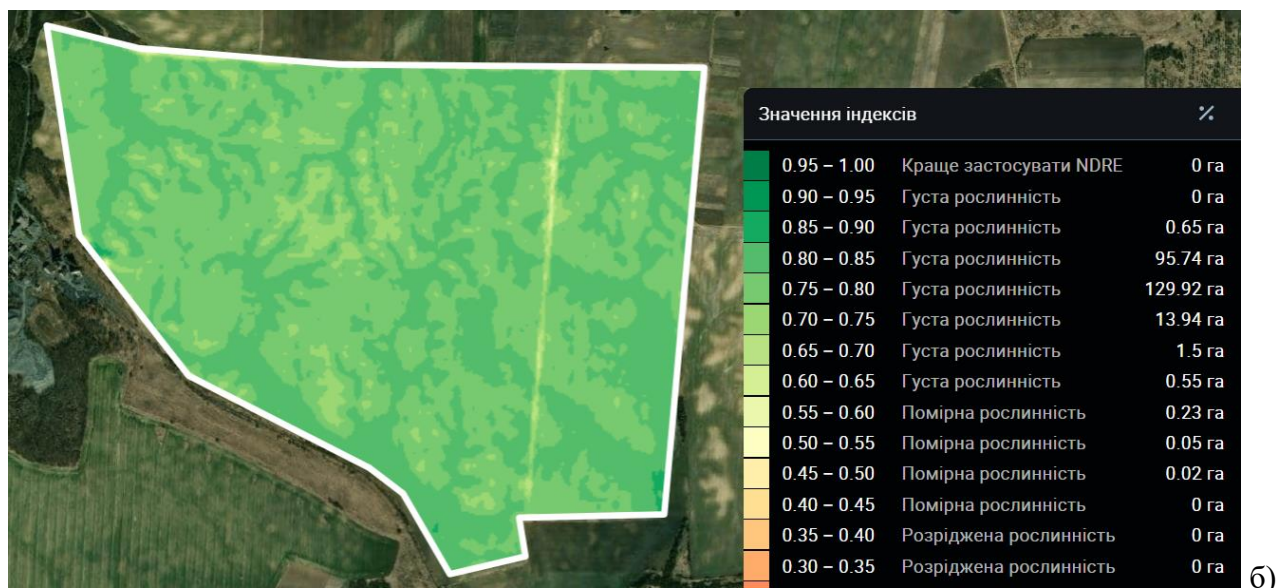 Значення індексів
0.95 – 1.00 Краще застосувати NDRE 0 га
0.90 – 0.95 Густа рослинність 0 га
0.85 – 0.90 Густа рослинність 0.65 га
0.80 – 0.85 Густа рослинність 95.74 га
0.75 – 0.80 Густа рослинність 129.92 га
0.70 – 0.75 Густа рослинність 13.94 га
0.65 – 0.70 Густа рослинність 1.5 га
0.60 – 0.65 Густа рослинність 0.55 га
0.55 – 0.60 Помірна рослинність 0.23 га
0.50 – 0.55 Помірна рослинність 0.05 га
0.45 – 0.50 Помірна рослинність 0.02 га
0.40 – 0.45 Помірна рослинність 0 га
0.35 – 0.40 Розріджена рослинність 0 га
0.30 – 0.35 Розріджена рослинність 0 га
б)